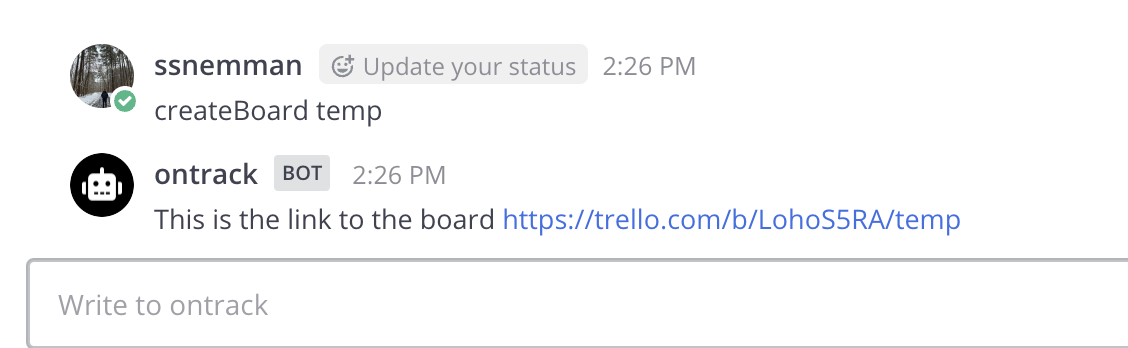 ssnemman Update your status 2:26 PM
createBoard temp
ontrack BOT 2:26 PM
This is the link to the board https://trello.com/b/LohoS5RA/temp
Write to ontrack